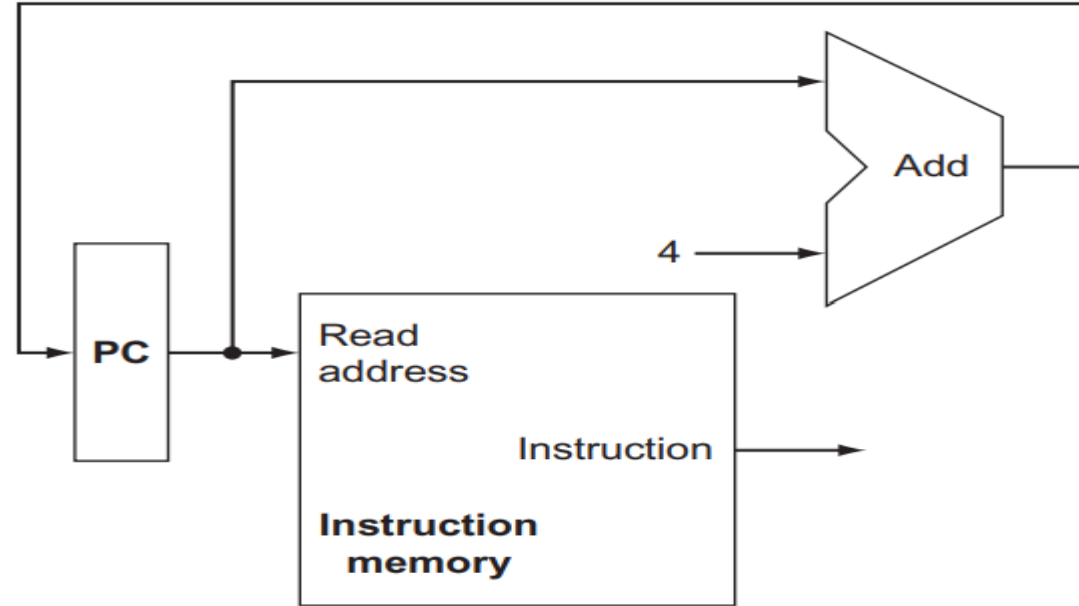 Add
4
PC
Read
address
Instruction
Instruction
memory